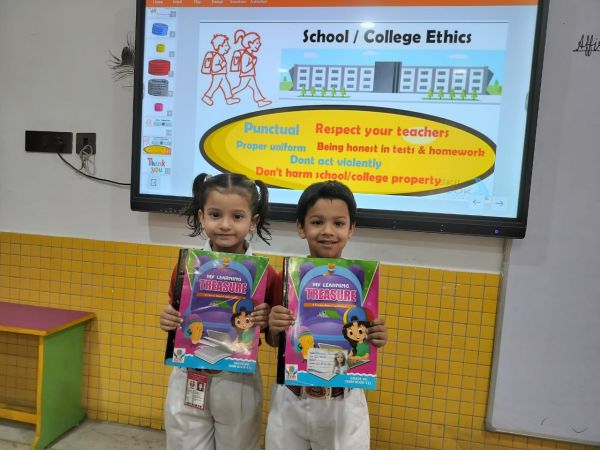 School / College Ethics
Punctual Respect your teachers
Proper uniform Being honest in tests & homework
Dont act violently
Don't harm school/college property
Thank
you
MY LEARNING
TREASURE
MY LEARNING
TREASURE